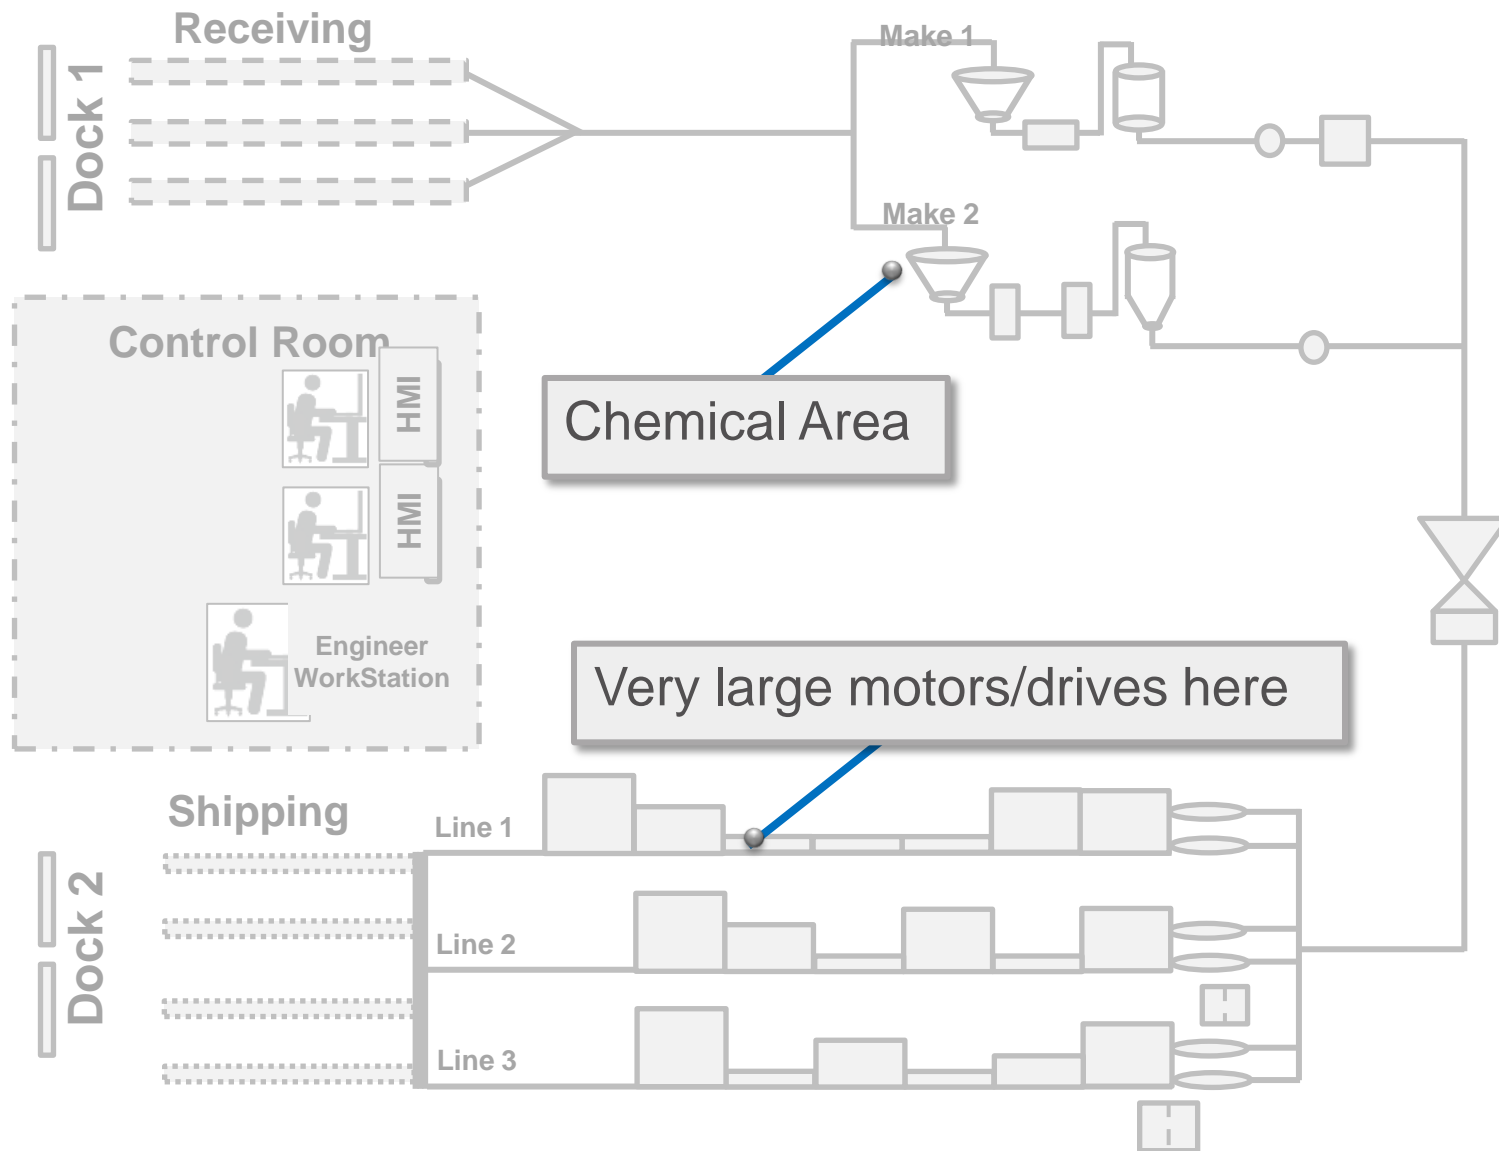 Receiving
Dock 1
Make 1
Make 2
Control Room
HMI
HMI
Engineer
WorkStation
Chemical Area
Very large motors/drives here
Shipping
Dock 2
Line 1
Line 2
Line 3